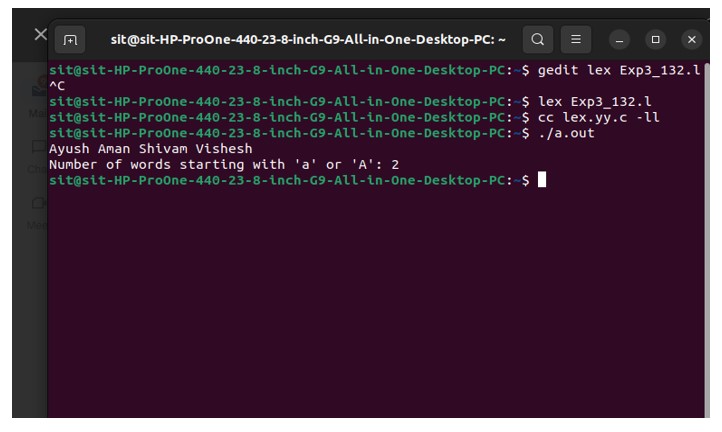 sit@sit-HP-ProOne-440-23-8-inch-G9-All-in-One-Desktop-PC: ~
sit@sit-HP-ProOne-440-23-8-inch-G9-All-in-One-Desktop-PC:~$ gedit lex Exp3_132.l
^C
sit@sit-HP-ProOne-440-23-8-inch-G9-All-in-One-Desktop-PC:~$ lex Exp3_132.l
sit@sit-HP-ProOne-440-23-8-inch-G9-All-in-One-Desktop-PC:~$ cc lex.yy.c -ll
sit@sit-HP-ProOne-440-23-8-inch-G9-All-in-One-Desktop-PC:~$ ./a.out
Ayush Aman Shivam Vishesh
Number of words starting with 'a' or 'A': 2
sit@sit-HP-ProOne-440-23-8-inch-G9-All-in-One-Desktop-PC:~$